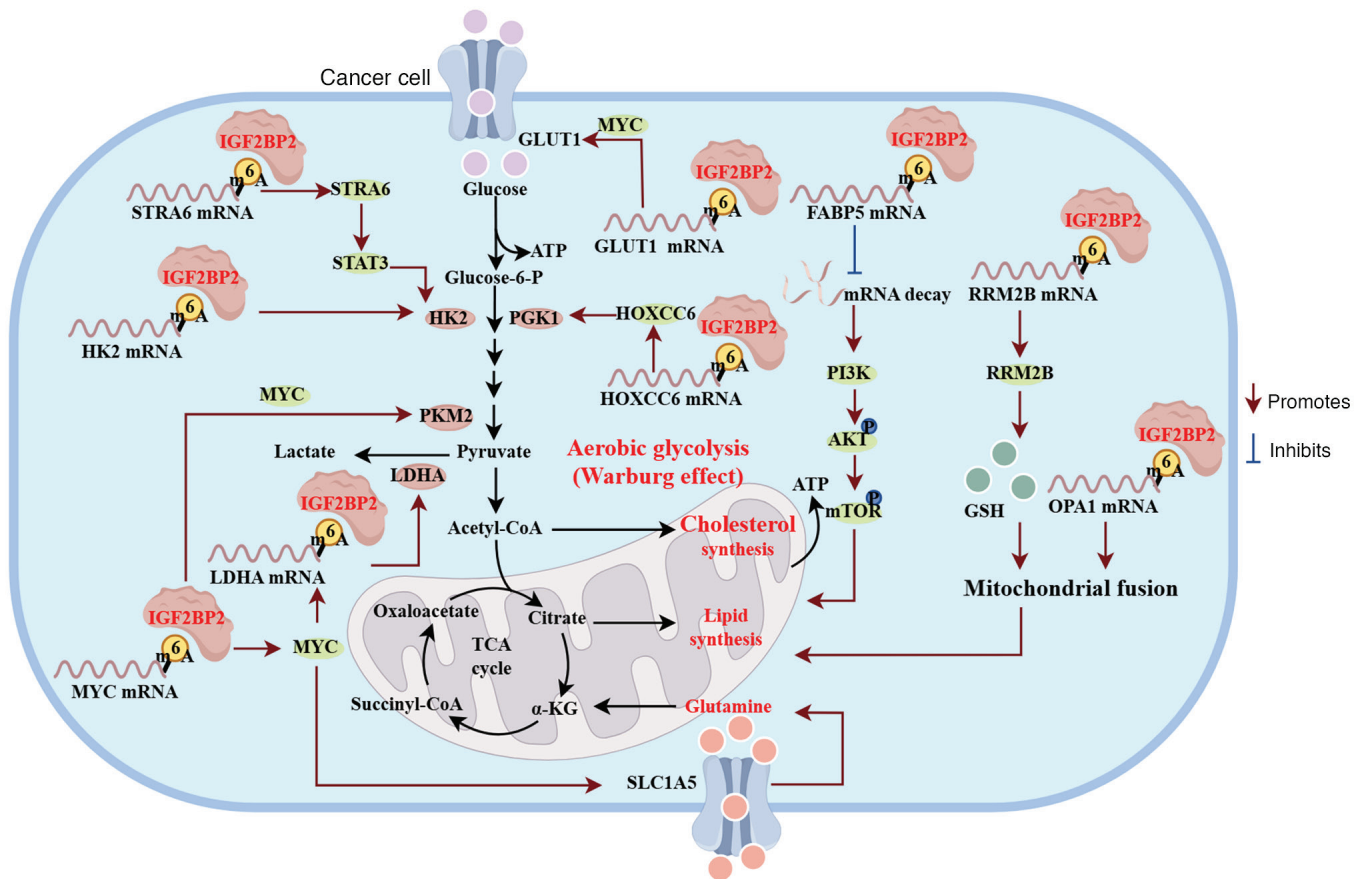 Cancer cell
IGF2BP2
m6A
STRA6 mRNA
STRA6
STAT3
GLUT1
MYC
IGF2BP2
m6A
GLUT1 mRNA
Glucose
ATP
Glucose-6-P
IGF2BP2
m6A
FABP5 mRNA
mRNA decay
IGF2BP2
m6A
RRM2B mRNA
IGF2BP2
m6A
HK2 mRNA
HK2
PGK1
HOXCC6
IGF2BP2
m6A
HOXCC6 mRNA
PI3K
RRM2B
Promotes
Inhibits
MYC
PKM2
AKT
P
Lactate
Pyruvate
LDHA
Aerobic glycolysis
(Warburg effect)
IGF2BP2
m6A
LDHA mRNA
ATP
mTOR
P
GSH
IGF2BP2
m6A
OPA1 mRNA
Acetyl-CoA
Cholesterol
synthesis
Mitochondrial fusion
Oxaloacetate
Citrate
TCA
cycle
Lipid
synthesis
IGF2BP2
m6A
MYC mRNA
MYC
Succinyl-CoA
α-KG
Glutamine
SLC1A5